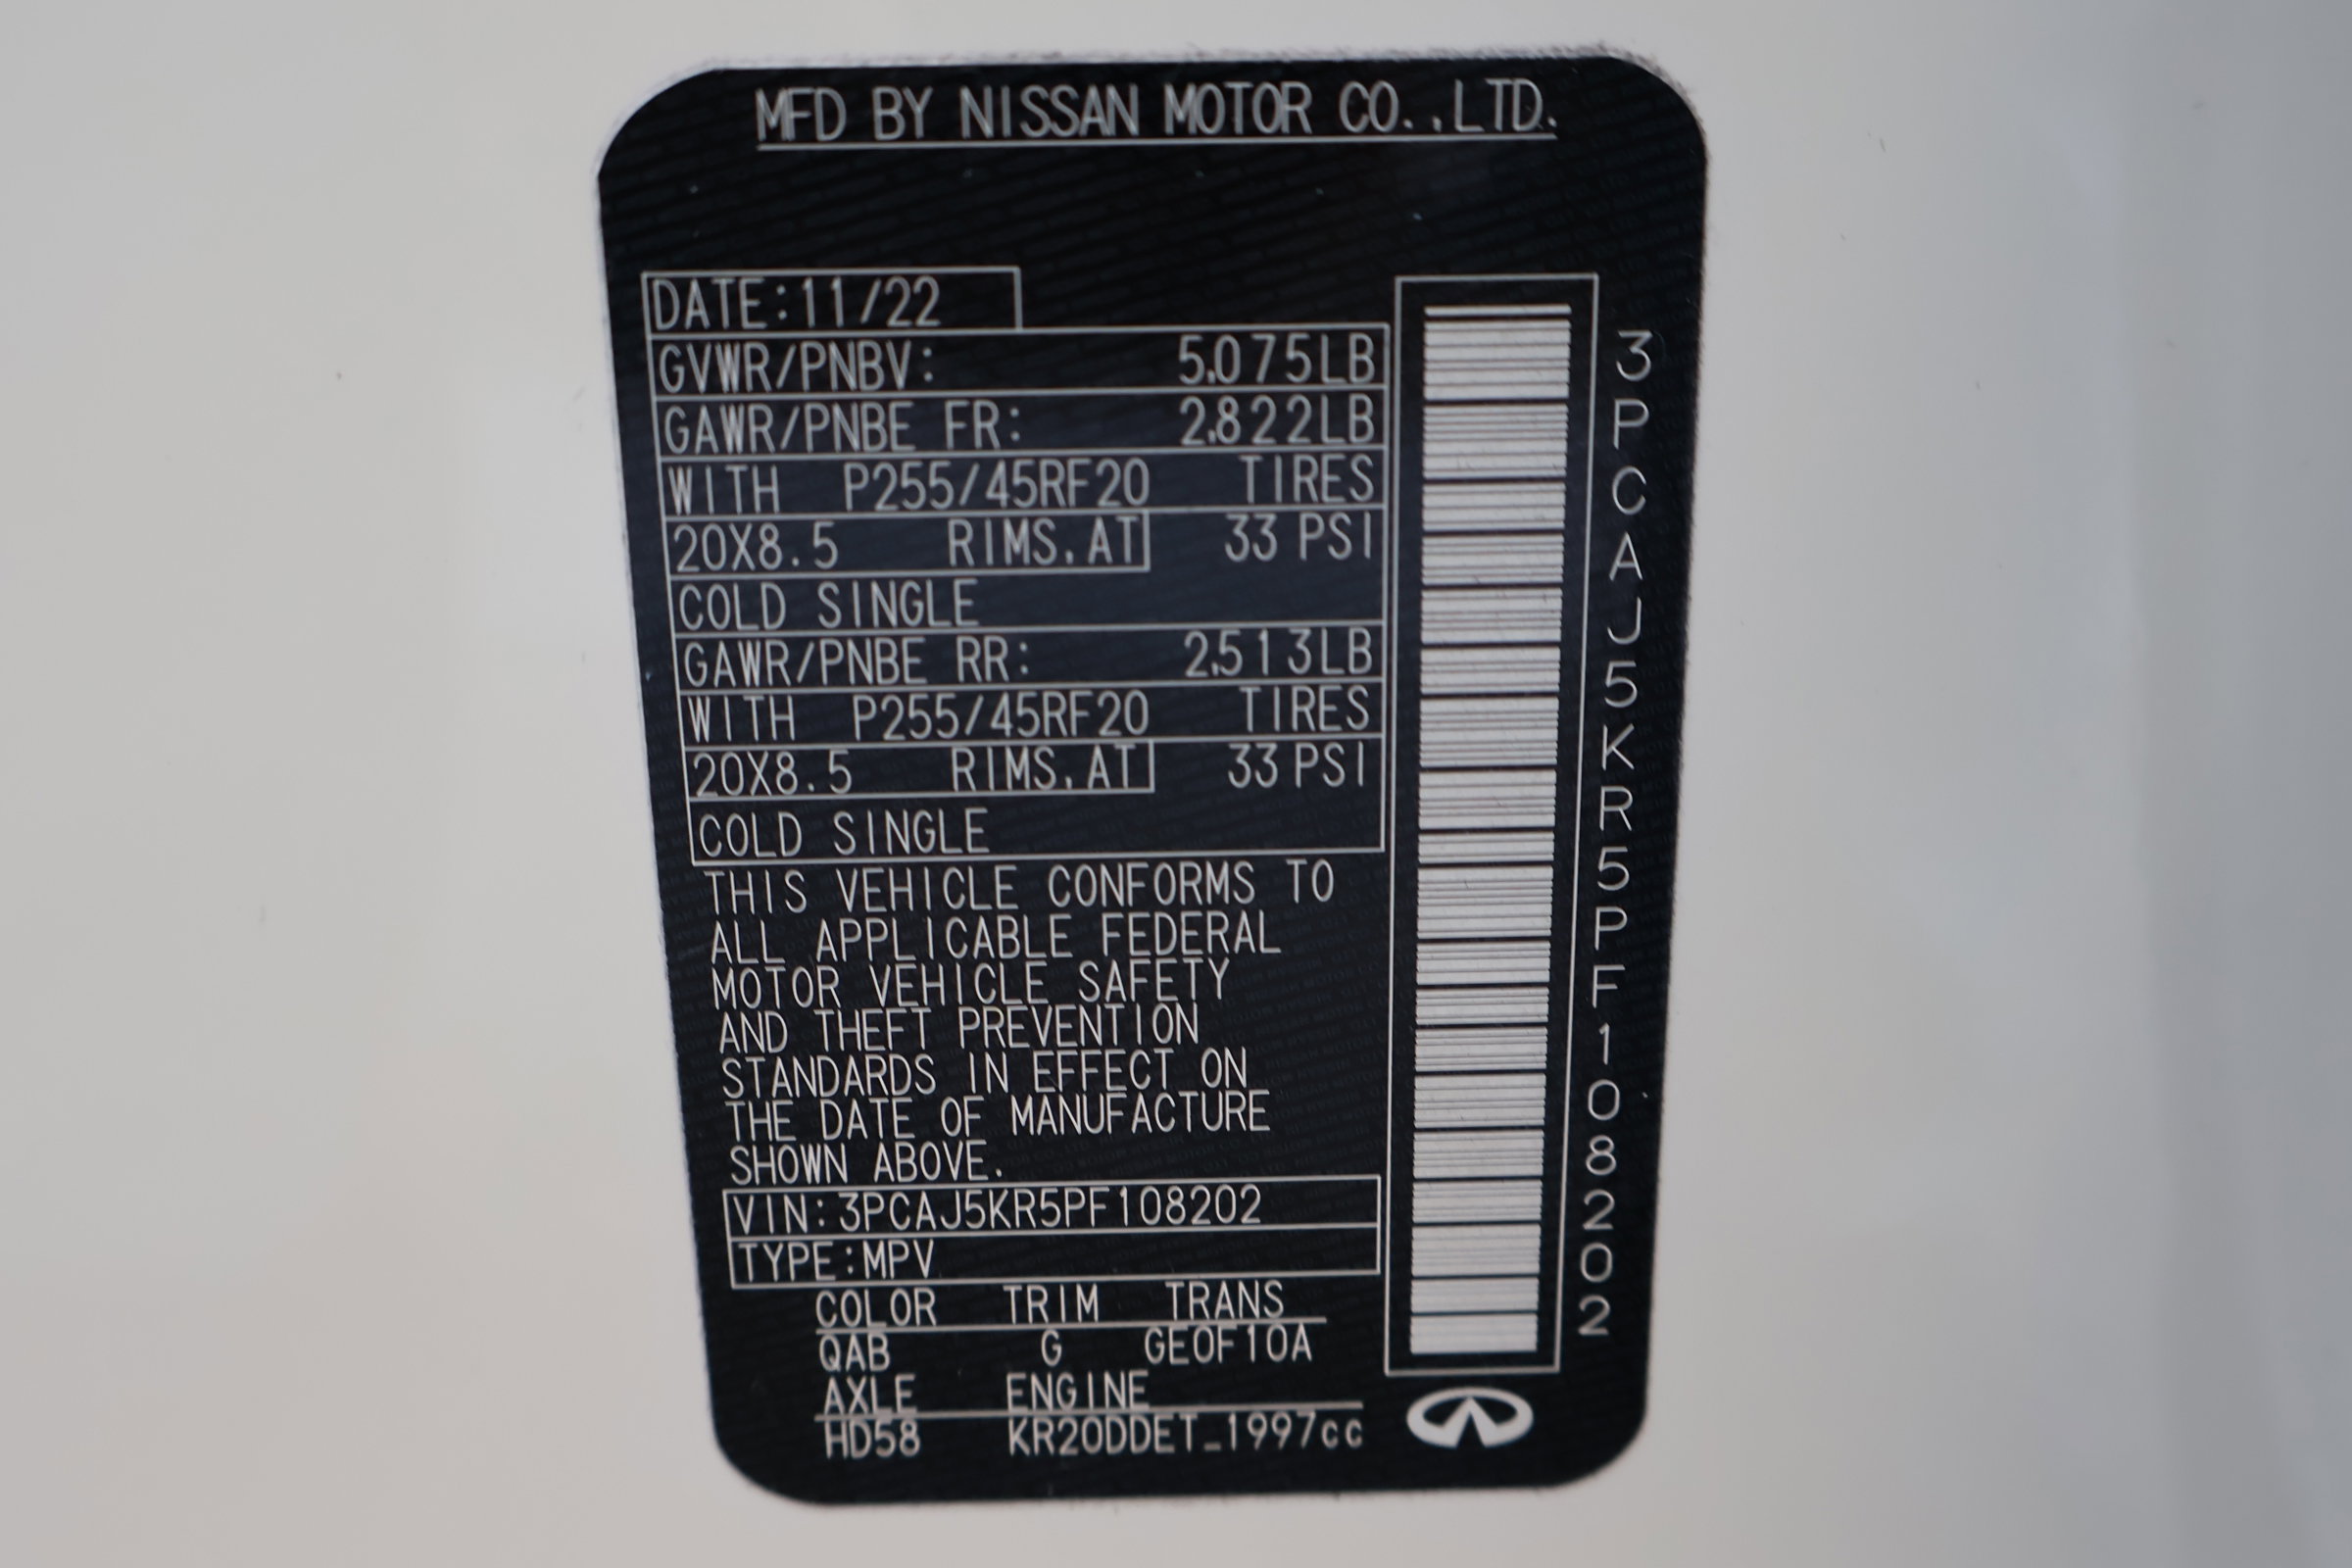 MFD BY NISSAN MOTOR CO.,LTD.
DATE:11/22
GVWR/PNBV: 5,075LB
GAWR/PNBE FR: 2,822LB
WITH P255/45RF20 TIRES
20X8.5 RIMS,AT 33 PSI
COLD SINGLE
GAWR/PNBE RR: 2,513LB
WITH P255/45RF20 TIRES
20X8.5 RIMS,AT 33 PSI
COLD SINGLE
THIS VEHICLE CONFORMS TO
ALL APPLICABLE FEDERAL
MOTOR VEHICLE SAFETY
AND THEFT PREVENTION
STANDARDS IN EFFECT ON
THE DATE OF MANUFACTURE
SHOWN ABOVE.
VIN:3PCAJ5KR5PF108202
TYPE:MPV
COLOR TRIM TRANS
QAB G GE0F10A
AXLE ENGINE
HD58 KR20DDET_1997cc
3PCAJ5KR5PF108202